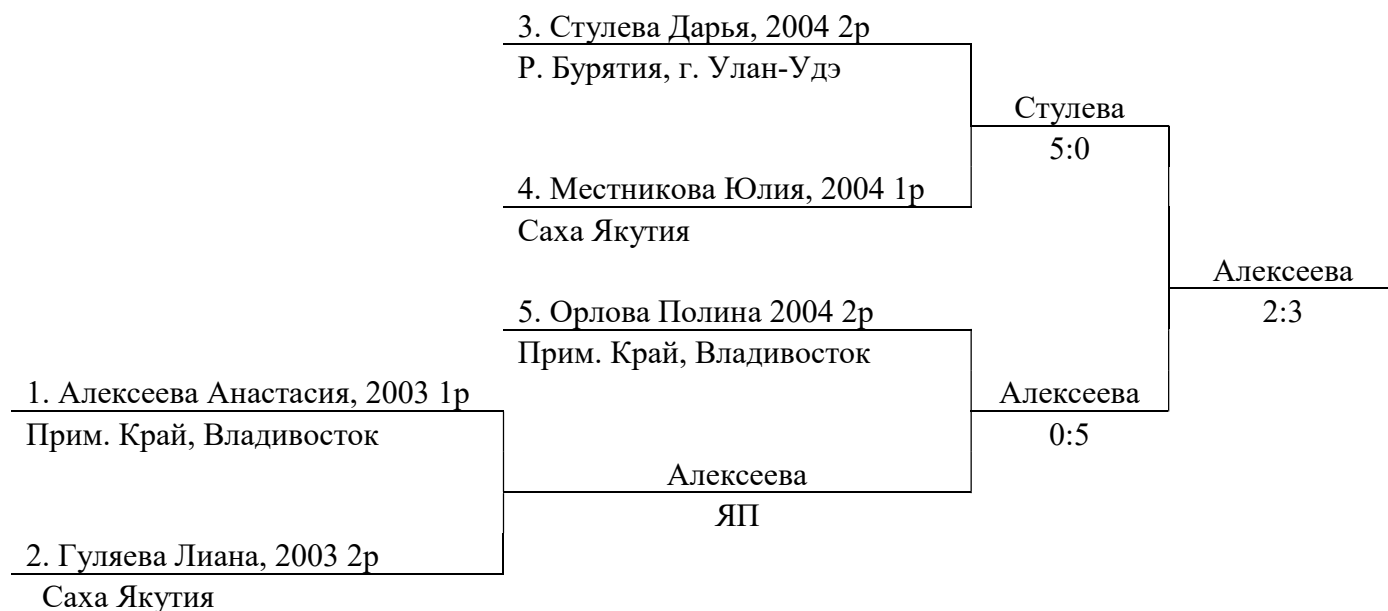 3. Стулева Дарья, 2004 2р
Р. Бурятия, г. Улан-Удэ
Стулева
5:0
4. Местникова Юлия, 2004 1р
Саха Якутия
Алексеева
2:3
5. Орлова Полина 2004 2р
Прим. Край, Владивосток
1. Алексеева Анастасия, 2003 1р
Прим. Край, Владивосток
Алексеева
0:5
Алексеева
ЯП
2. Гуляева Лиана, 2003 2р
Саха Якутия